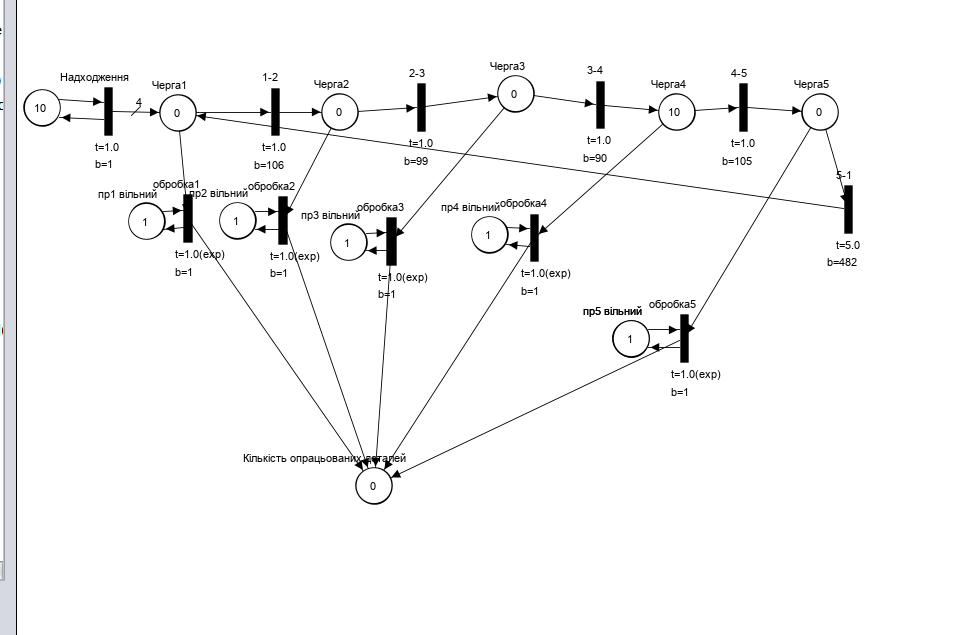 Надходження
10
t=1.0
b=1
4
Черга1
0
1-2
t=1.0
b=106
Черга2
0
2-3
t=1.0
b=99
Черга3
0
3-4
t=1.0
b=90
Черга4
10
4-5
t=1.0
b=105
Черга5
0
5-1
t=5.0
b=482
пр1 вільний
1
обробка1
t=1.0(exp)
b=1
пр2 вільний
1
обробка2
t=1.0(exp)
b=1
пр3 вільний
1
обробка3
t=1.0(exp)
b=1
пр4 вільний
1
обробка4
t=1.0(exp)
b=1
пр5 вільний
1
обробка5
t=1.0(exp)
b=1
Кількість опрацьованих деталей
0